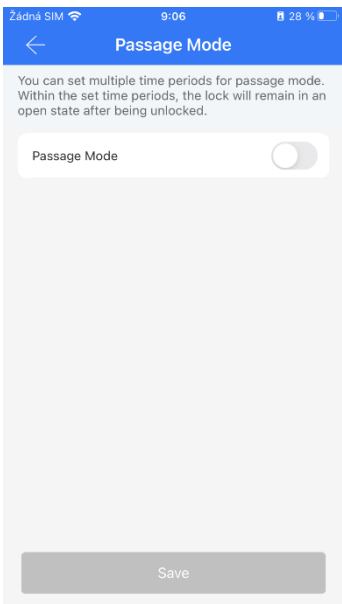 Žádná SIM 9:06 28 %
Passage Mode
You can set multiple time periods for passage mode.
Within the set time periods, the lock will remain in an
open state after being unlocked.
Passage Mode
Save